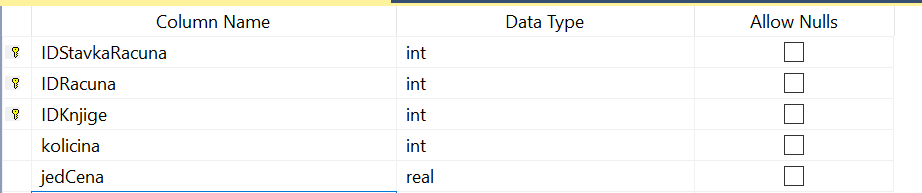 Column Name Data Type Allow Nulls
IDStavkaRacuna int
IDRacuna int
IDKnjige int
kolicina int
jedCena real